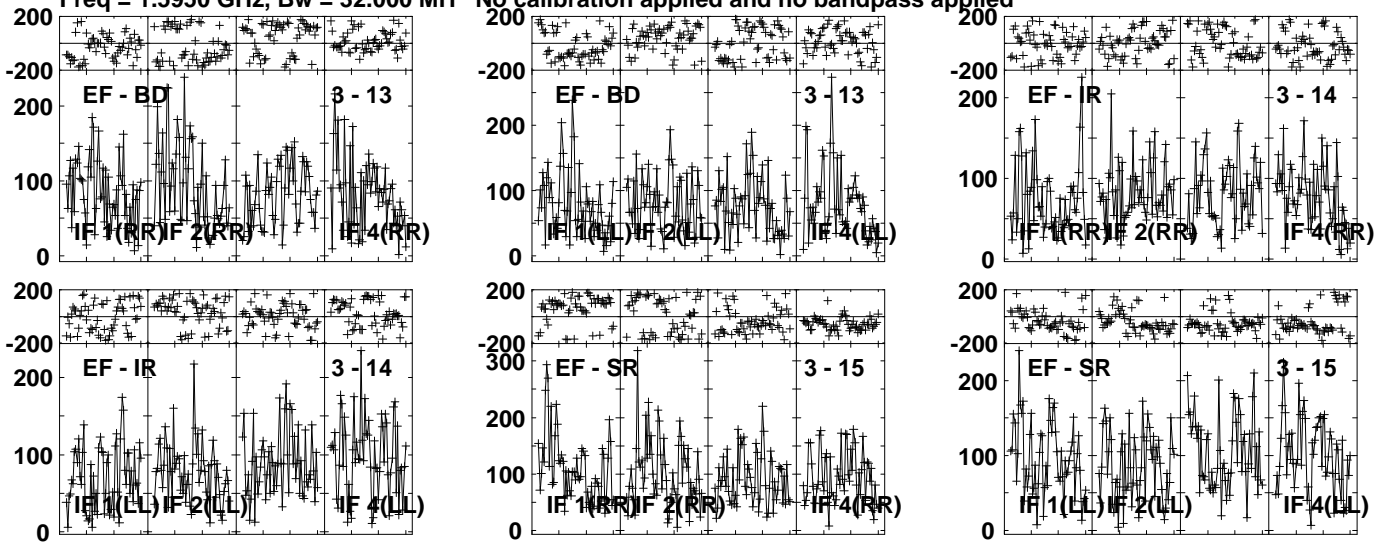 Freq = 1.5950 GHz, Bw = 32.000 MH No calibration applied and no bandpass applied
200
-200
EF - BD 3 - 13
200
100
0
IF 1(RR) IF 2(RR) IF 4(RR)
200
-200
EF - BD 3 - 13
200
100
0
IF 1(LL) IF 2(LL) IF 4(LL)
200
-200
EF - IR 3 - 14
200
100
0
IF 1(RR) IF 2(RR) IF 4(RR)
200
-200
EF - IR 3 - 14
200
100
0
IF 1(LL) IF 2(LL) IF 4(LL)
200
-200
300
EF - SR 3 - 15
200
100
0
IF 1(RR) IF 2(RR) IF 4(RR)
200
-200
EF - SR 3 - 15
200
100
0
IF 1(LL) IF 2(LL) IF 4(LL)